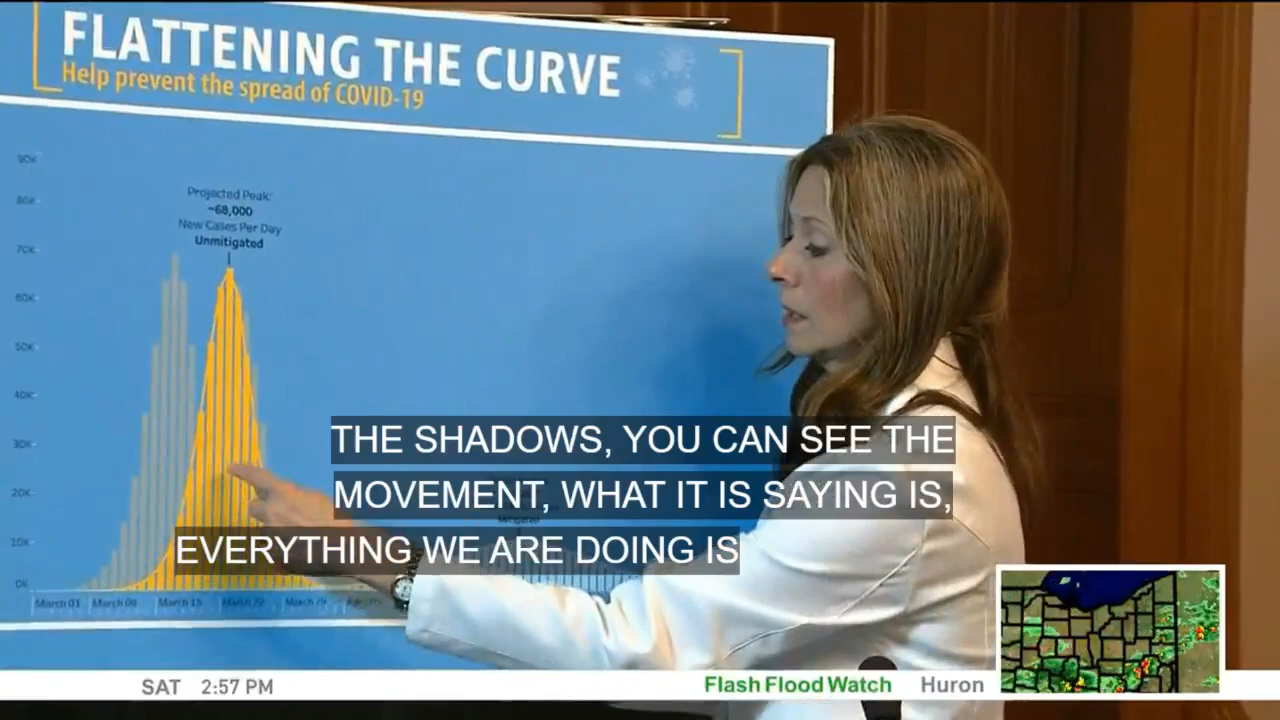 FLATTENING THE CURVE
Help prevent the spread of COVID-19
90K
80K
70K
60K
50K
40K
30K
20K
10K
0K
Projected Peak:
~68,000
New Cases Per Day
Unmitigated
Mitigated
March 01 March 08 March 15 March 22 March 29
THE SHADOWS, YOU CAN SEE THE
MOVEMENT, WHAT IT IS SAYING IS,
EVERYTHING WE ARE DOING IS
SAT 2:57 PM
Flash Flood Watch Huron